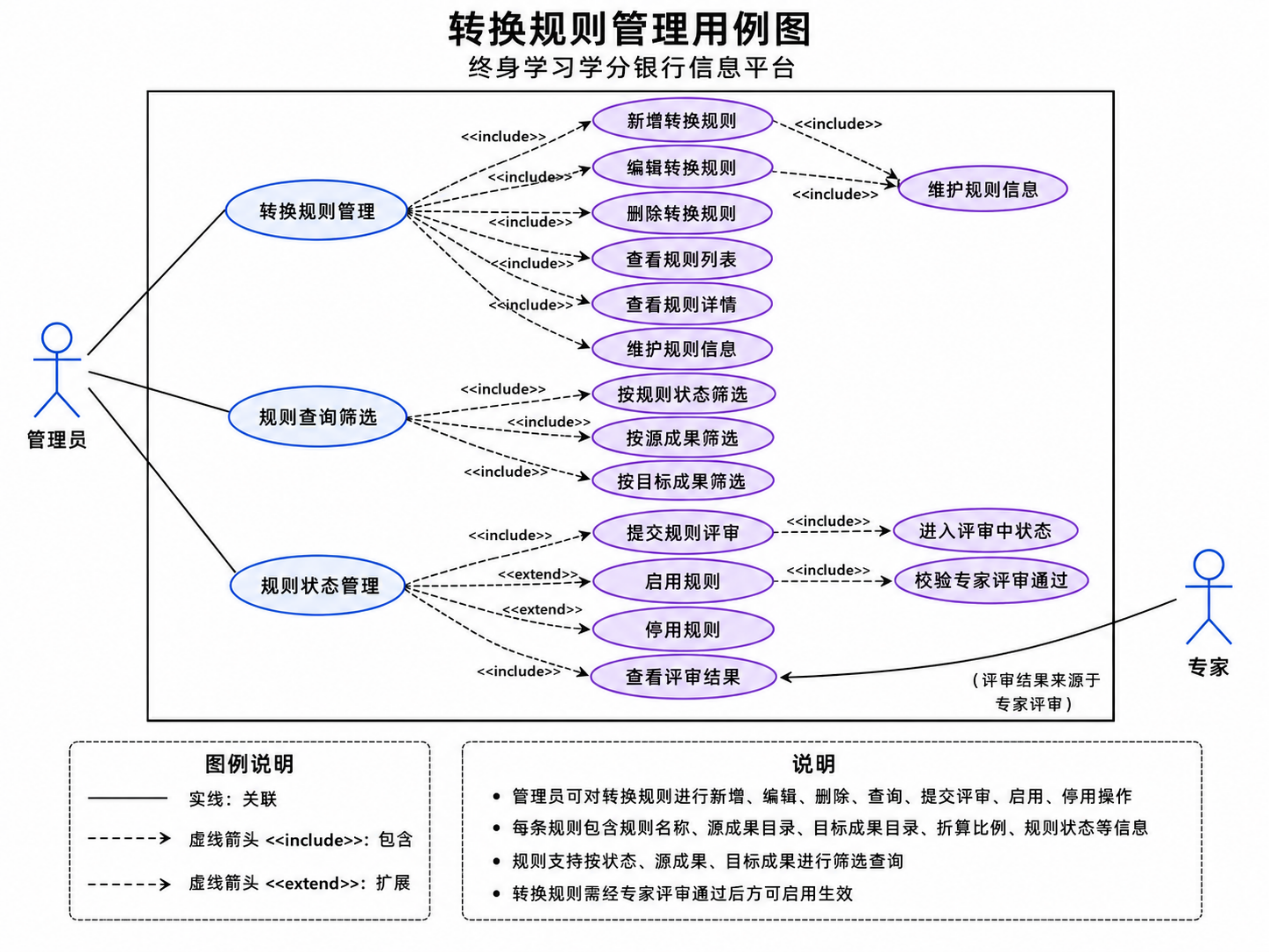 转换规则管理用例图
终身学习学分银行信息平台
新增转换规则
<<include>>
<<include>>
编辑转换规则
<<include>>
<<include>>
维护规则信息
转换规则管理
删除转换规则
<<include>>
查看规则列表
<<include>>
查看规则详情
<<include>>
维护规则信息
管理员
规则查询筛选
<<include>>
按规则状态筛选
<<include>>
按源成果筛选
<<include>>
按目标成果筛选
规则状态管理
<<include>>
提交规则评审
<<include>>
进入评审中状态
<<extend>>
启用规则
<<include>>
校验专家评审通过
<<extend>>
停用规则
<<include>>
查看评审结果
专家
(评审结果来源于
专家评审)
图例说明
实线：关联
虚线箭头 <<include>>：包含
虚线箭头 <<extend>>：扩展
说明
• 管理员可对转换规则进行新增、编辑、删除、查询、提交评审、启用、停用操作
• 每条规则包含规则名称、源成果目录、目标成果目录、折算比例、规则状态等信息
• 规则支持按状态、源成果、目标成果进行筛选查询
• 转换规则需经专家评审通过后方可启用生效